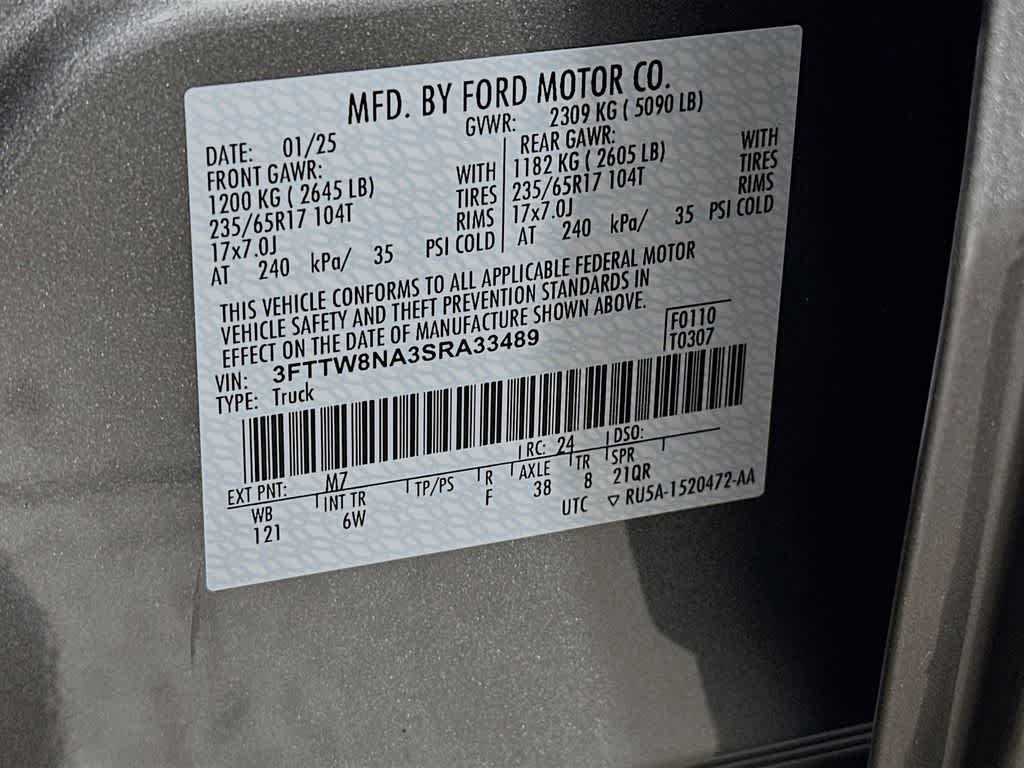 MFD. BY FORD MOTOR CO.
DATE: 01/25 GVWR: 2309 KG ( 5090 LB)
FRONT GAWR: WITH REAR GAWR: WITH
1200 KG ( 2645 LB) TIRES 1182 KG ( 2605 LB) TIRES
235/65R17 104T RIMS 235/65R17 104T RIMS
17x7.0J 17x7.0J
AT 240 kPa/ 35 PSI COLD AT 240 kPa/ 35 PSI COLD
THIS VEHICLE CONFORMS TO ALL APPLICABLE FEDERAL MOTOR
VEHICLE SAFETY AND THEFT PREVENTION STANDARDS IN
EFFECT ON THE DATE OF MANUFACTURE SHOWN ABOVE.
VIN: 3FTTW8NA3SRA33489 F0110
TYPE: Truck T0307
EXT PNT: M7 RC: 24 DSO:
WB INT TR TP/PS R AXLE TR SPR
121 6W F 38 8 21QR
UTC ▽ RU5A-1520472-AA